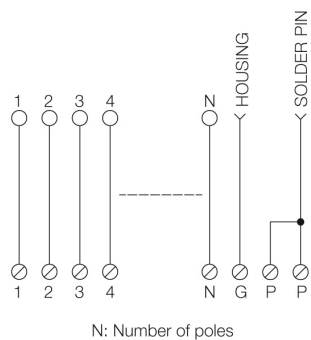 HOUSING
SOLDER PIN
1 2 3 4 N
1 2 3 4 N G P P
N: Number of poles